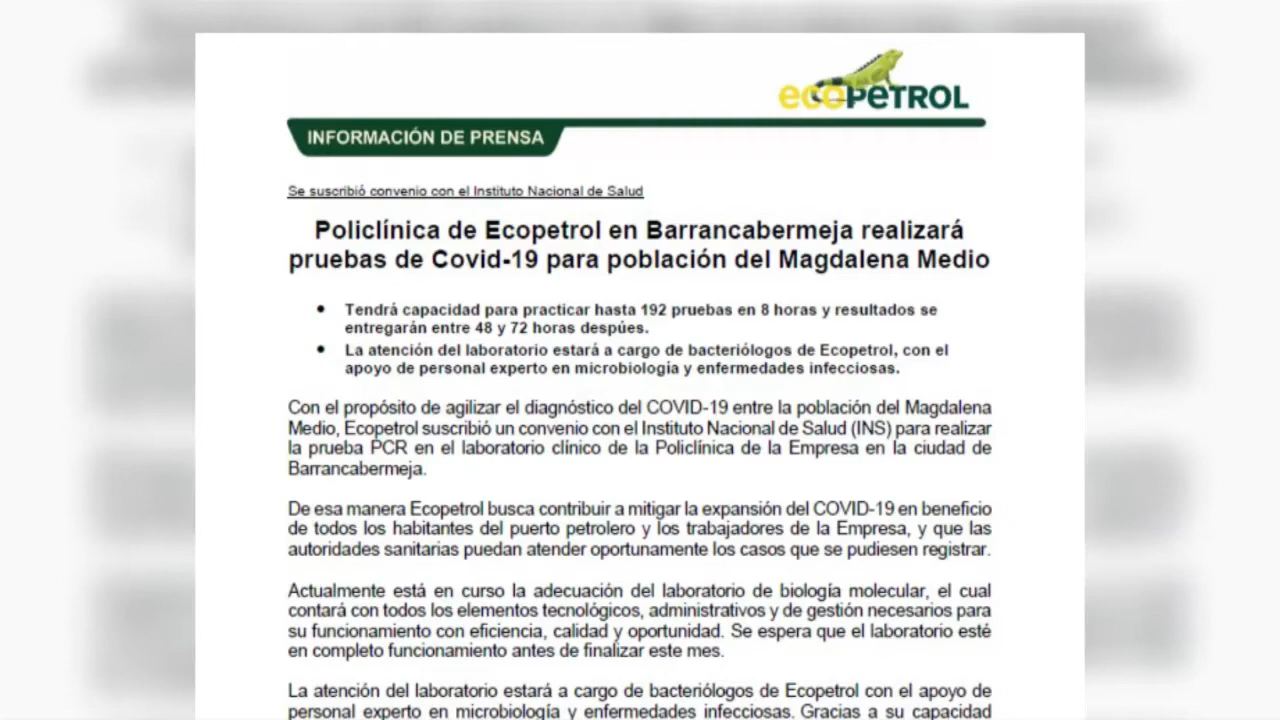 ecopeTROL
INFORMACIÓN DE PRENSA
Se suscribió convenio con el Instituto Nacional de Salud
Policlínica de Ecopetrol en Barrancabermeja realizará
pruebas de Covid-19 para población del Magdalena Medio
• Tendrá capacidad para practicar hasta 192 pruebas en 8 horas y resultados se
entregarán entre 48 y 72 horas despúes.
• La atención del laboratorio estará a cargo de bacteriólogos de Ecopetrol, con el
apoyo de personal experto en microbiología y enfermedades infecciosas.
Con el propósito de agilizar el diagnóstico del COVID-19 entre la población del Magdalena
Medio, Ecopetrol suscribió un convenio con el Instituto Nacional de Salud (INS) para realizar
la prueba PCR en el laboratorio clínico de la Policlínica de la Empresa en la ciudad de
Barrancabermeja.
De esa manera Ecopetrol busca contribuir a mitigar la expansión del COVID-19 en beneficio
de todos los habitantes del puerto petrolero y los trabajadores de la Empresa, y que las
autoridades sanitarias puedan atender oportunamente los casos que se pudiesen registrar.
Actualmente está en curso la adecuación del laboratorio de biología molecular, el cual
contará con todos los elementos tecnológicos, administrativos y de gestión necesarios para
su funcionamiento con eficiencia, calidad y oportunidad. Se espera que el laboratorio esté
en completo funcionamiento antes de finalizar este mes.
La atención del laboratorio estará a cargo de bacteriólogos de Ecopetrol con el apoyo de
personal experto en microbiología y enfermedades infecciosas. Gracias a su capacidad